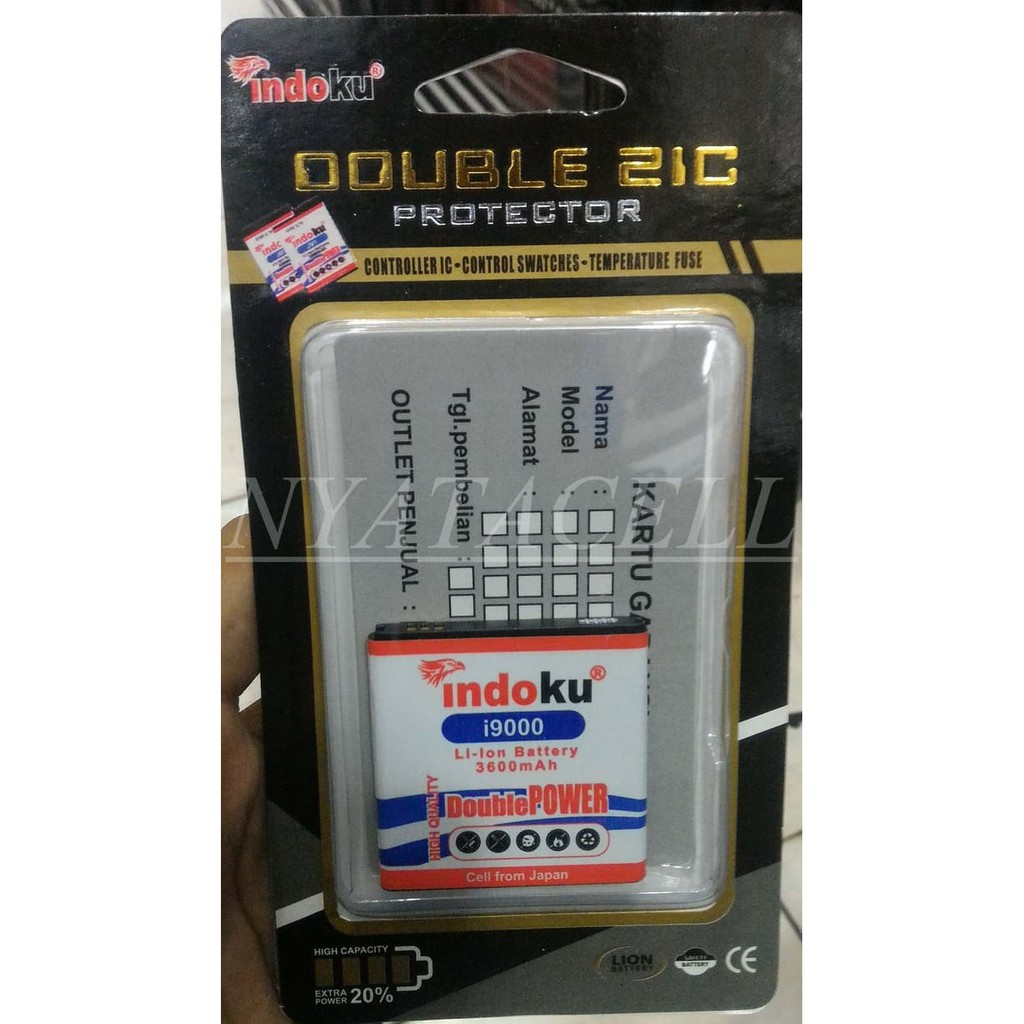 indoku®
DOUBLE 2IC
PROTECTOR
CONTROLLER IC•CONTROL SWATCHES•TEMPERATURE FUSE
KARTU
Nama :
Model :
Alamat :
Tgl.pembelian :
OUTLET PENJUAL :
NYATACELL
indoku®
i9000
Li-Ion Battery
3600mAh
HIGH QUALITY
DoublePOWER
Cell from Japan
HIGH CAPACITY
EXTRA POWER 20%
LION BATTERY
SAFETY BATTERY
CE